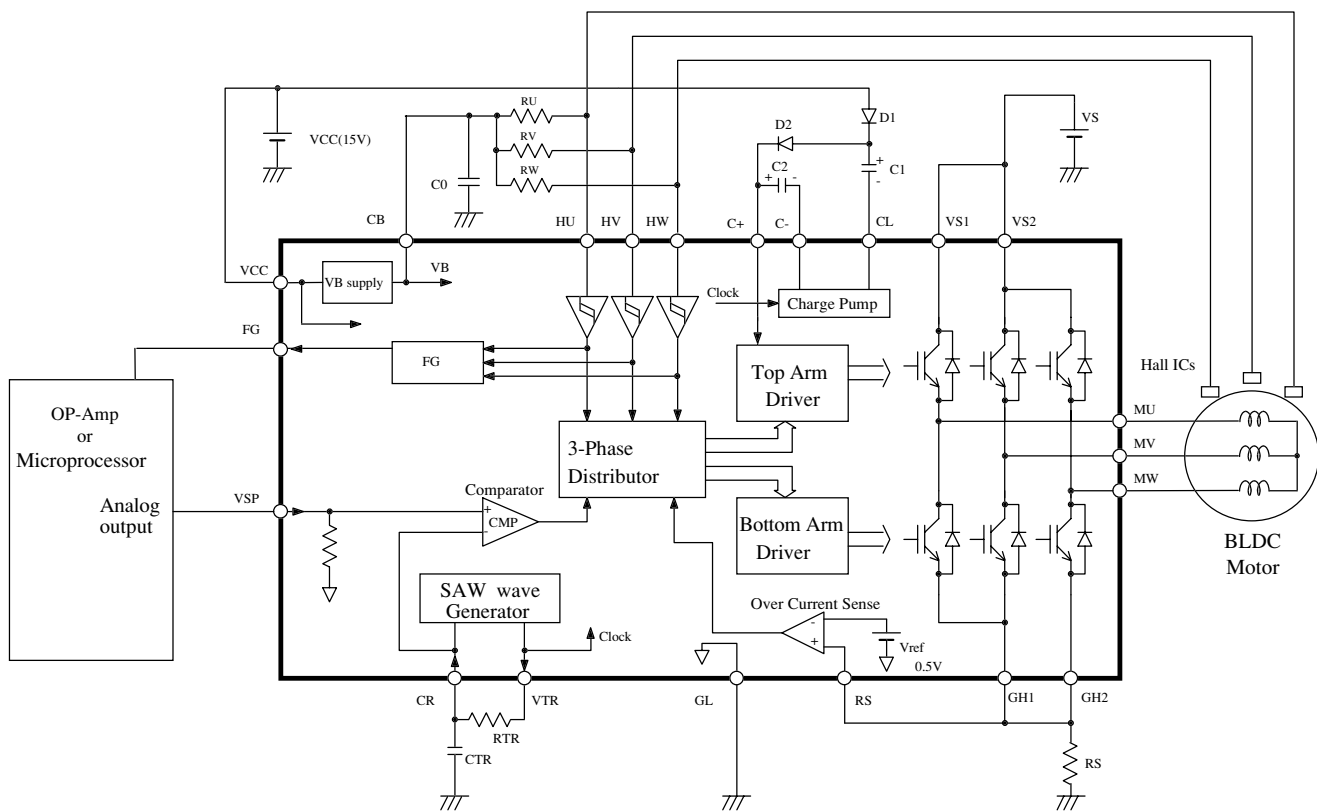 RU
D1
VS
VCC(15V)
RV
D2
RW
C2
C1
+
-
+
-
C0
CB
HU
HV
HW
C+
C-
CL
VS1
VS2
VCC
VB supply
VB
Clock
Charge Pump
FG
FG
Top Arm
Driver
Hall ICs
OP-Amp
or
Microprocessor
MU
3-Phase
Distributor
MV
MW
Analog
output
VSP
Comparator
+
CMP
-
Bottom Arm
Driver
BLDC
Motor
SAW wave
Generator
Over Current Sense
Clock
-
+
Vref
0.5V
CR
VTR
GL
RS
GH1
GH2
RTR
CTR
RS